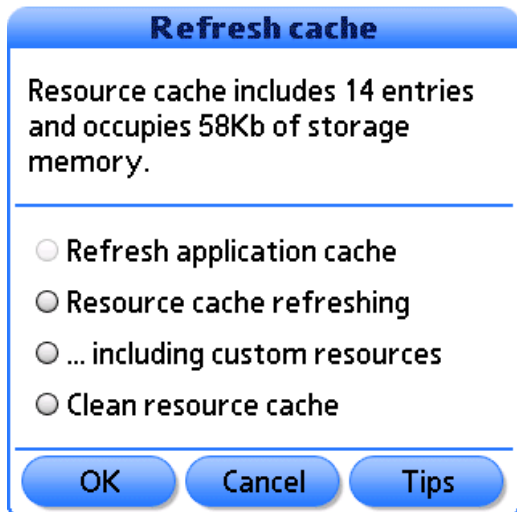 Refresh cache
Resource cache includes 14 entries
and occupies 58Kb of storage
memory.
Refresh application cache
Resource cache refreshing
... including custom resources
Clean resource cache
OK Cancel Tips